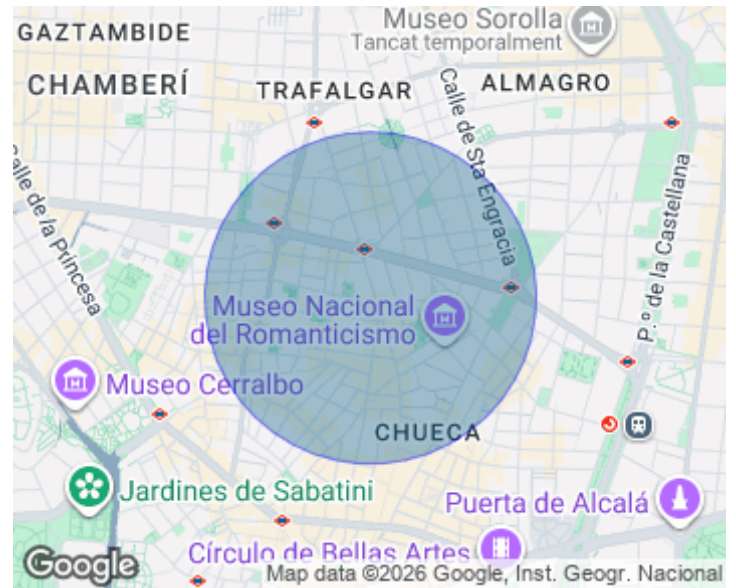 Museo Sorolla
Tancat temporalment
GAZTAMBIDE
CHAMBERÍ
TRAFALGAR
ALMAGRO
Calle de Sta Engracia
Calle de la Princesa
P.º de la Castellana
Museo Nacional
del Romanticismo
Museo Cerralbo
CHUECA
Jardines de Sabatini
Puerta de Alcalá
Círculo de Bellas Artes
Google
Map data ©2026 Google, Inst. Geogr. Nacional